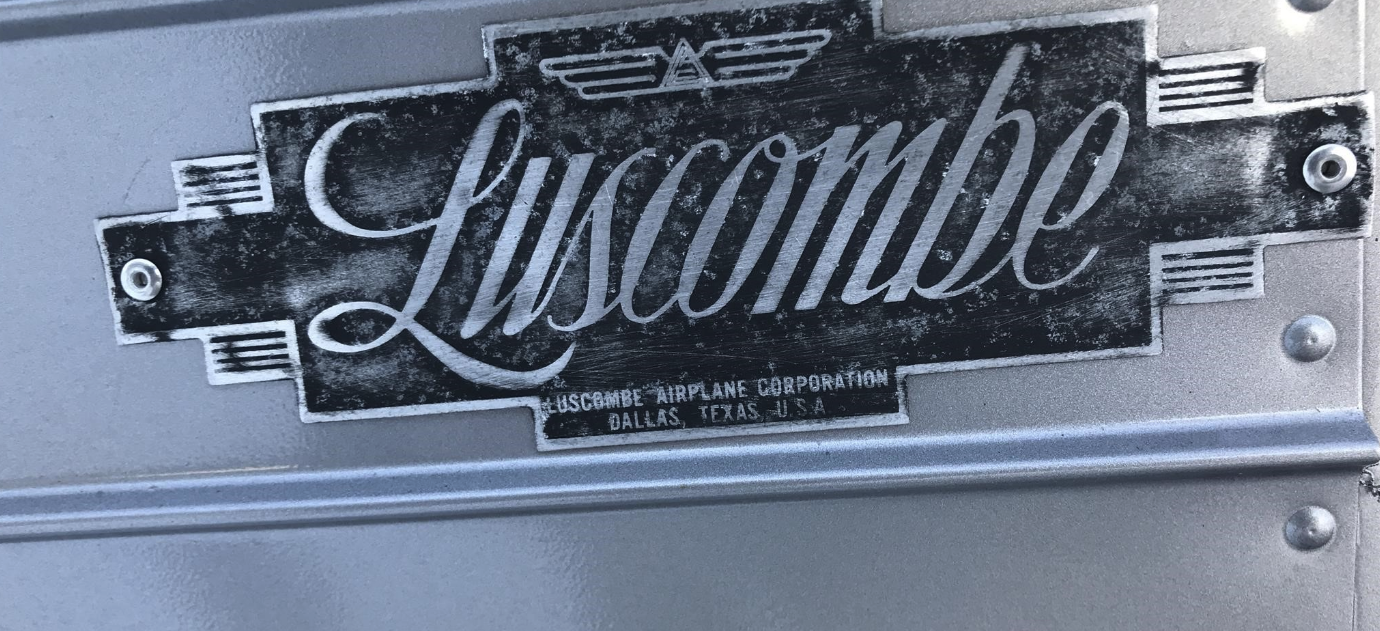 Luscombe
LUSCOMBE AIRPLANE CORPORATION
DALLAS, TEXAS, U.S.A